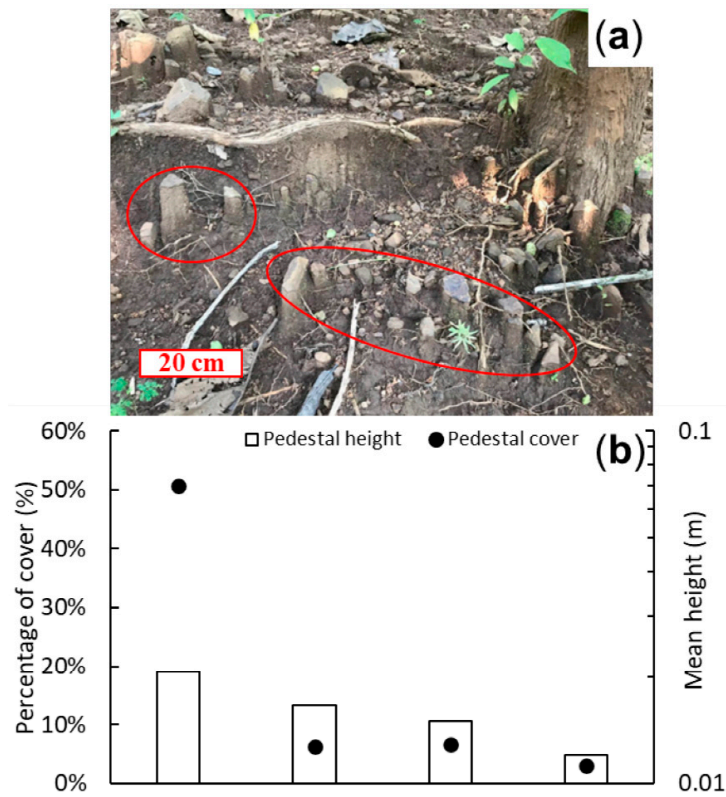 (a)
20 cm
60%
50%
40%
30%
20%
10%
0%
Percentage of cover (%)
Pedestal height
Pedestal cover
(b)
0.1
0.01
Mean height (m)